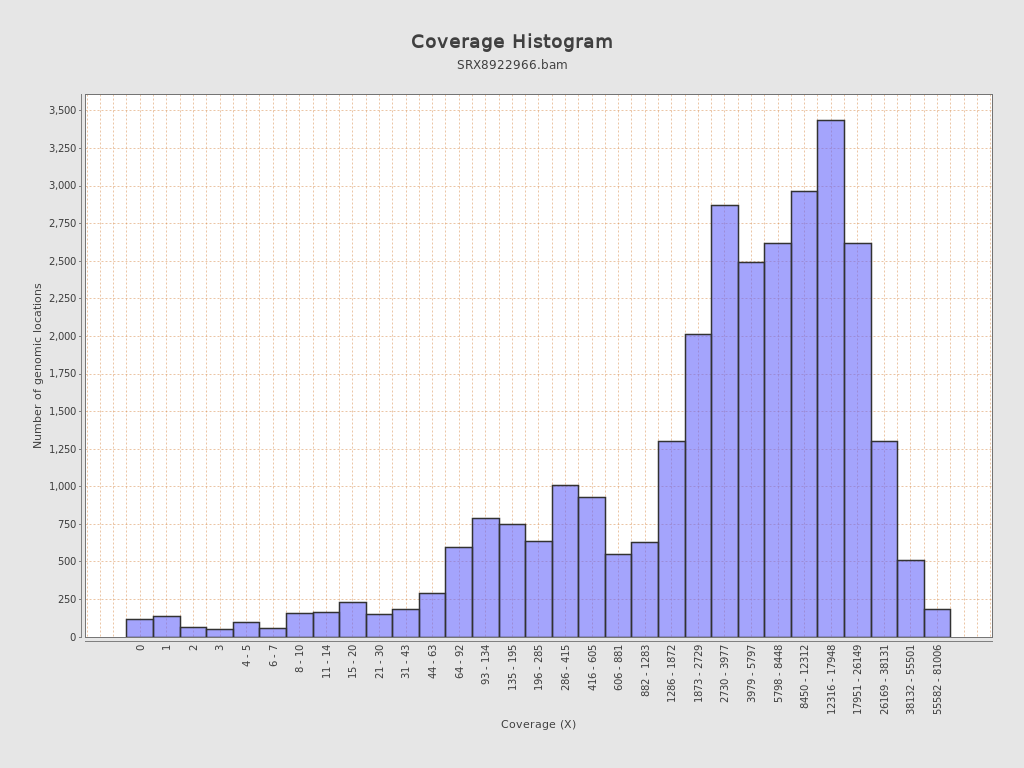 Coverage Histogram
SRX8922966.bam
3,500
3,250
3,000
2,750
2,500
2,250
2,000
1,750
1,500
1,250
1,000
750
500
250
0
Number of genomic locations
0
1
2
3
4 - 5
6 - 7
8 - 10
11 - 14
15 - 20
21 - 30
31 - 43
44 - 63
64 - 92
93 - 134
135 - 195
196 - 285
286 - 415
416 - 605
606 - 881
882 - 1283
1286 - 1872
1873 - 2729
2730 - 3977
3979 - 5797
5798 - 8448
8450 - 12312
12316 - 17948
17951 - 26149
26169 - 38131
38132 - 55501
55582 - 81006
Coverage (X)